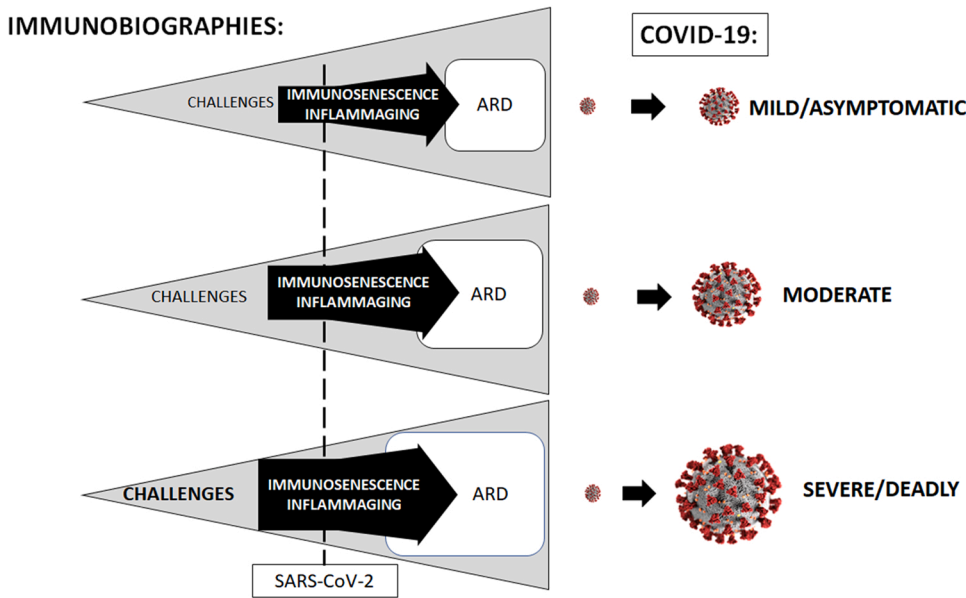 IMMUNOBIOGRAPHIES:
COVID-19:
CHALLENGES
IMMUNOSENESCENCE
INFLAMMAGING
ARD
MILD/ASYMPTOMATIC
CHALLENGES
IMMUNOSENESCENCE
INFLAMMAGING
ARD
MODERATE
CHALLENGES
IMMUNOSENESCENCE
INFLAMMAGING
ARD
SEVERE/DEADLY
SARS-CoV-2